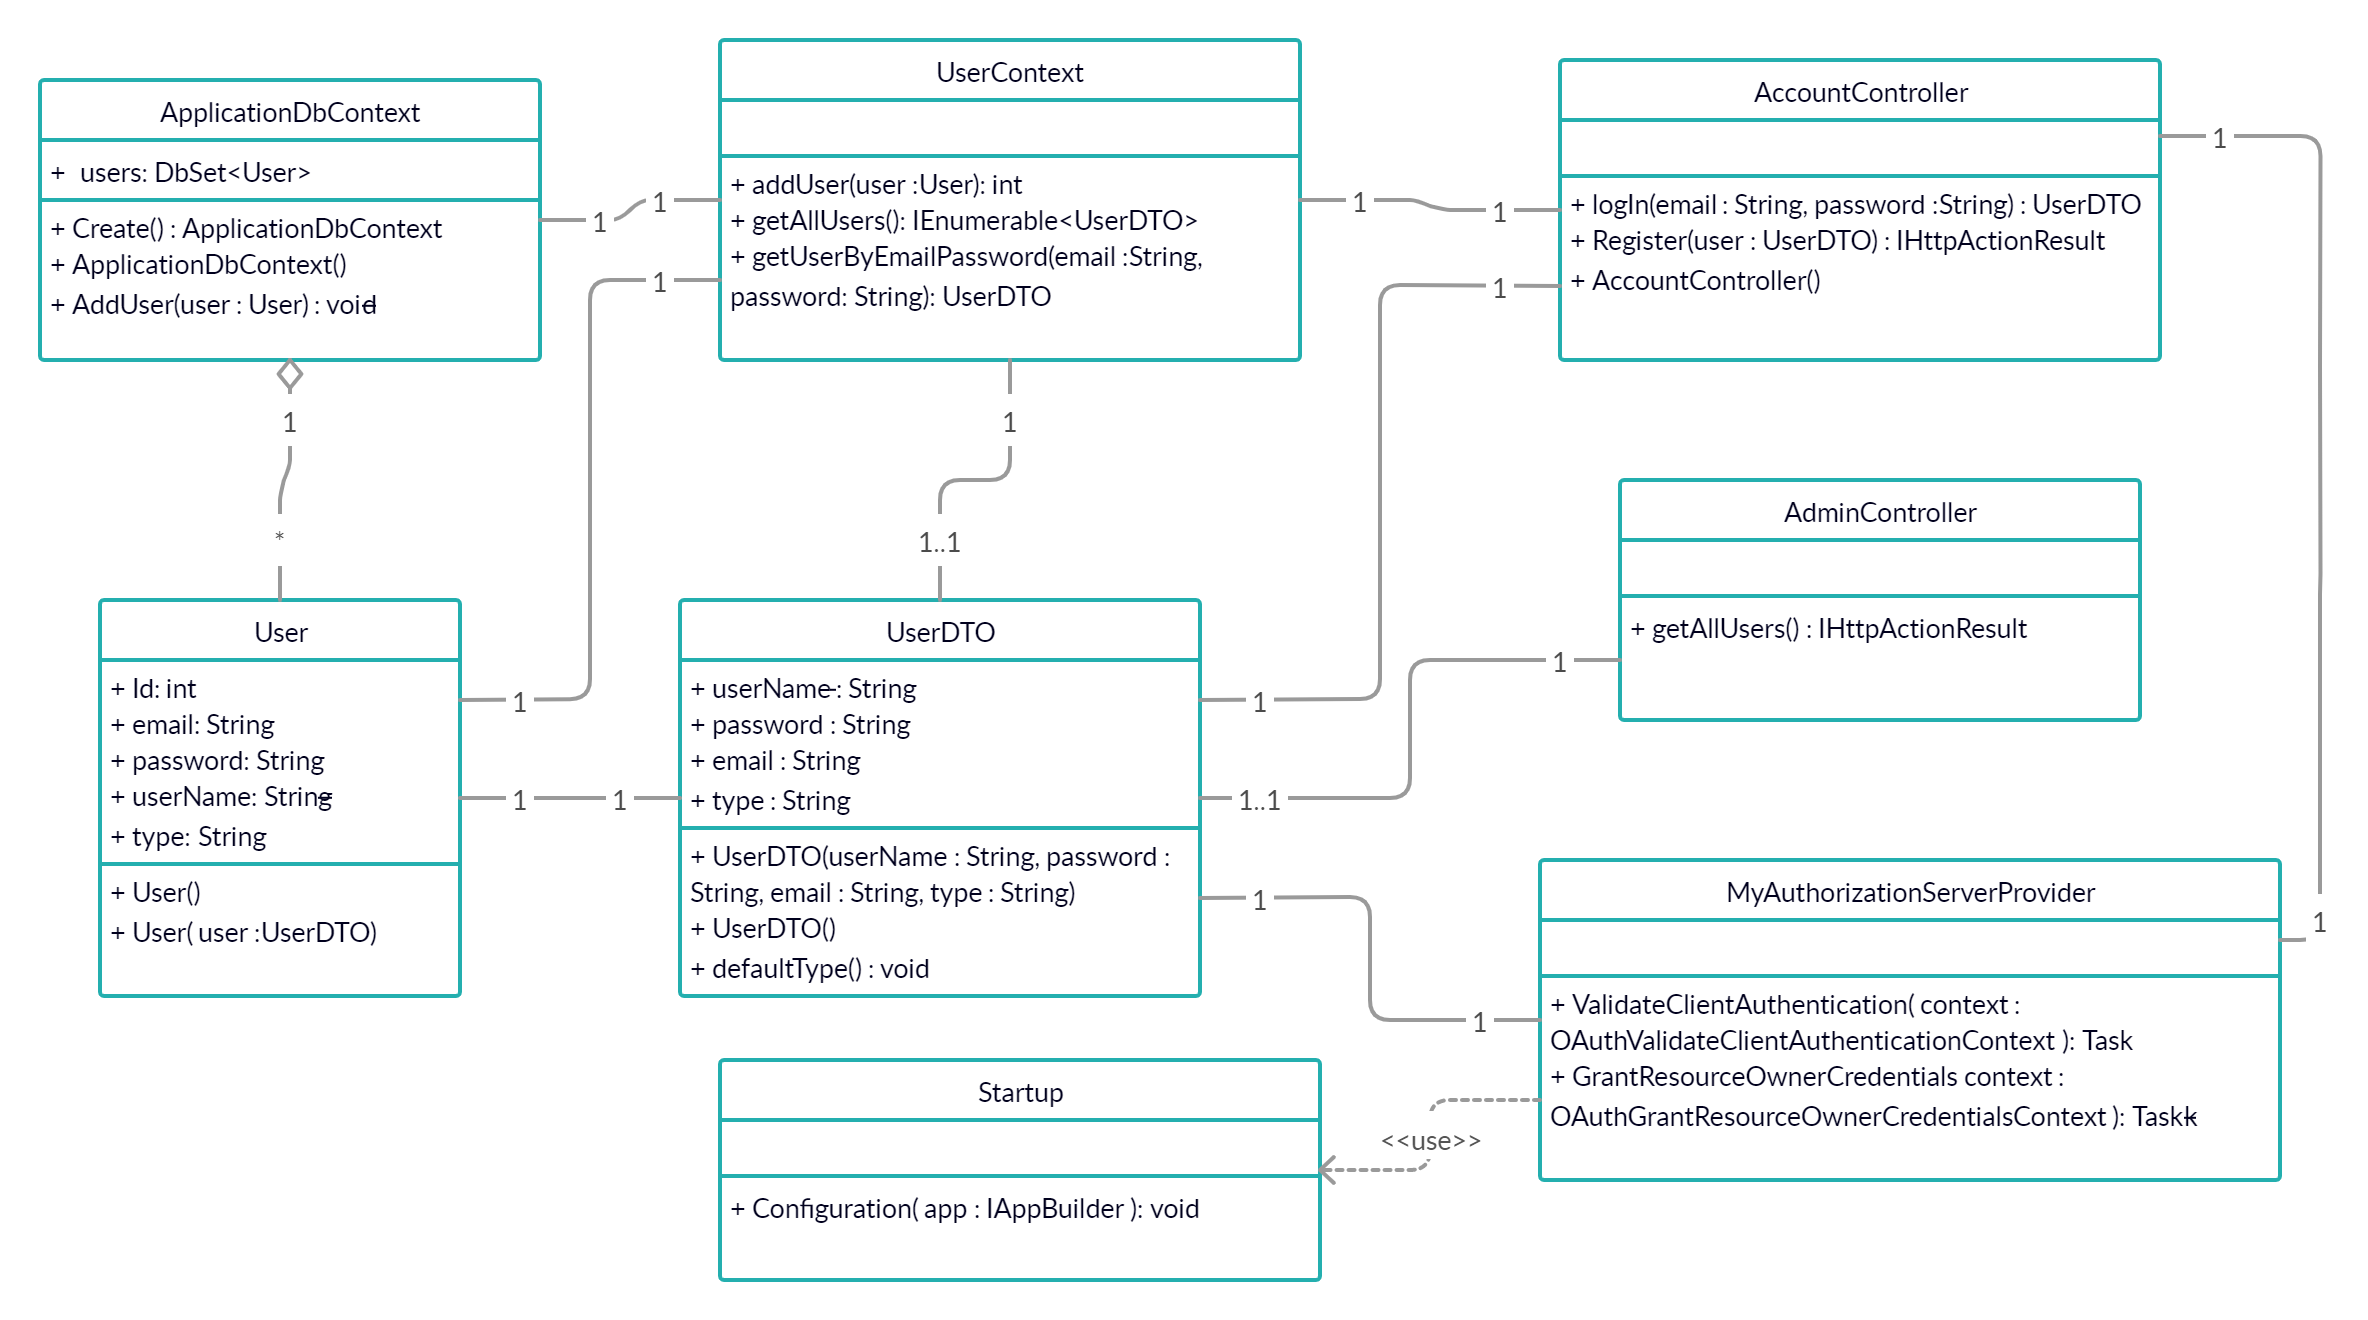 ApplicationDbContext
+ users: DbSet<User>
+ Create() : ApplicationDbContext
+ ApplicationDbContext()
+ AddUser(user : User) : void
UserContext
+ addUser(user :User): int
+ getAllUsers(): IEnumerable<UserDTO>
+ getUserByEmailPassword(email :String,
password: String): UserDTO
AccountController
+ logIn(email : String, password :String) : UserDTO
+ Register(user : UserDTO) : IHttpActionResult
+ AccountController()
1
1
1
1
1
1
1
1
1
*
1
1..1
AdminController
+ getAllUsers() : IHttpActionResult
User
+ Id: int
+ email: String
+ password: String
+ userName: String
+ type: String
+ User()
+ User( user :UserDTO)
1
1
1
UserDTO
+ userName : String
+ password : String
+ email : String
+ type : String
+ UserDTO(userName : String, password :
String, email : String, type : String)
+ UserDTO()
+ defaultType() : void
1
1
1..1
1
1
1
MyAuthorizationServerProvider
+ ValidateClientAuthentication( context :
OAuthValidateClientAuthenticationContext ): Task
+ GrantResourceOwnerCredentials context :
OAuthGrantResourceOwnerCredentialsContext ): Taskk
<<use>>
Startup
+ Configuration( app : IAppBuilder ): void